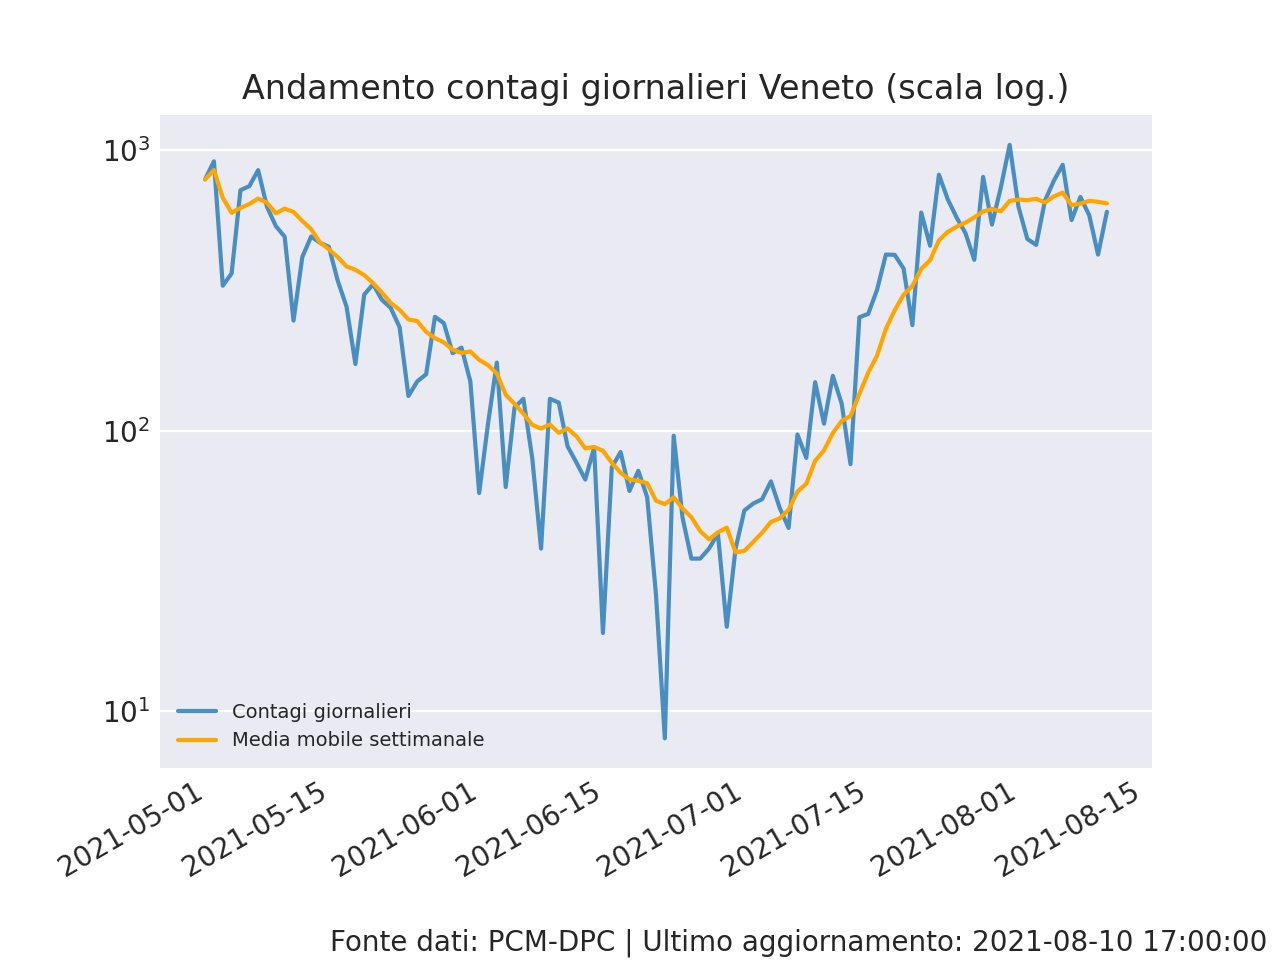 Andamento contagi giornalieri Veneto (scala log.)
10³
10²
10¹
Contagi giornalieri
Media mobile settimanale
2021-05-01
2021-05-15
2021-06-01
2021-06-15
2021-07-01
2021-07-15
2021-08-01
2021-08-15
Fonte dati: PCM-DPC | Ultimo aggiornamento: 2021-08-10 17:00:00